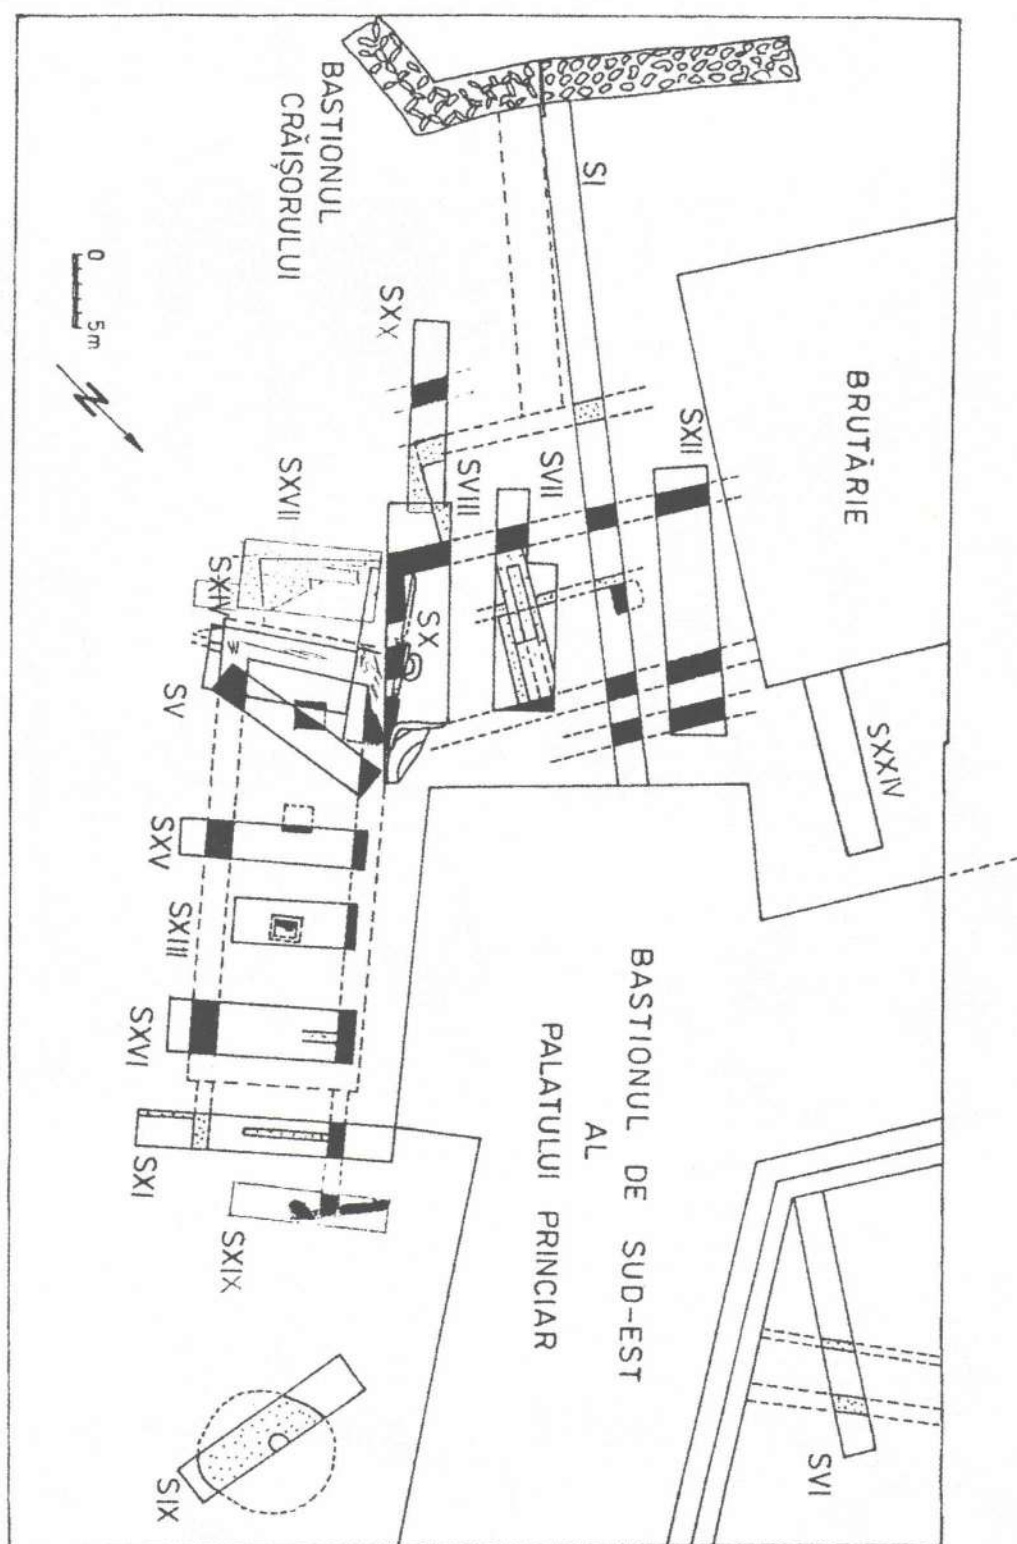 BASTIONUL
CRĂIȘORULUI
SI
BRUTĂRIE
SXII
SXX
SVIII
SVII
0 5m
N
SXVII
SXIV
SX
SV
SXXIV
SXV
SXIII
SXVI
SXI
SXIX
BASTIONUL DE SUD-EST
AL
PALATULUI PRINCIAR
SIX
SVI